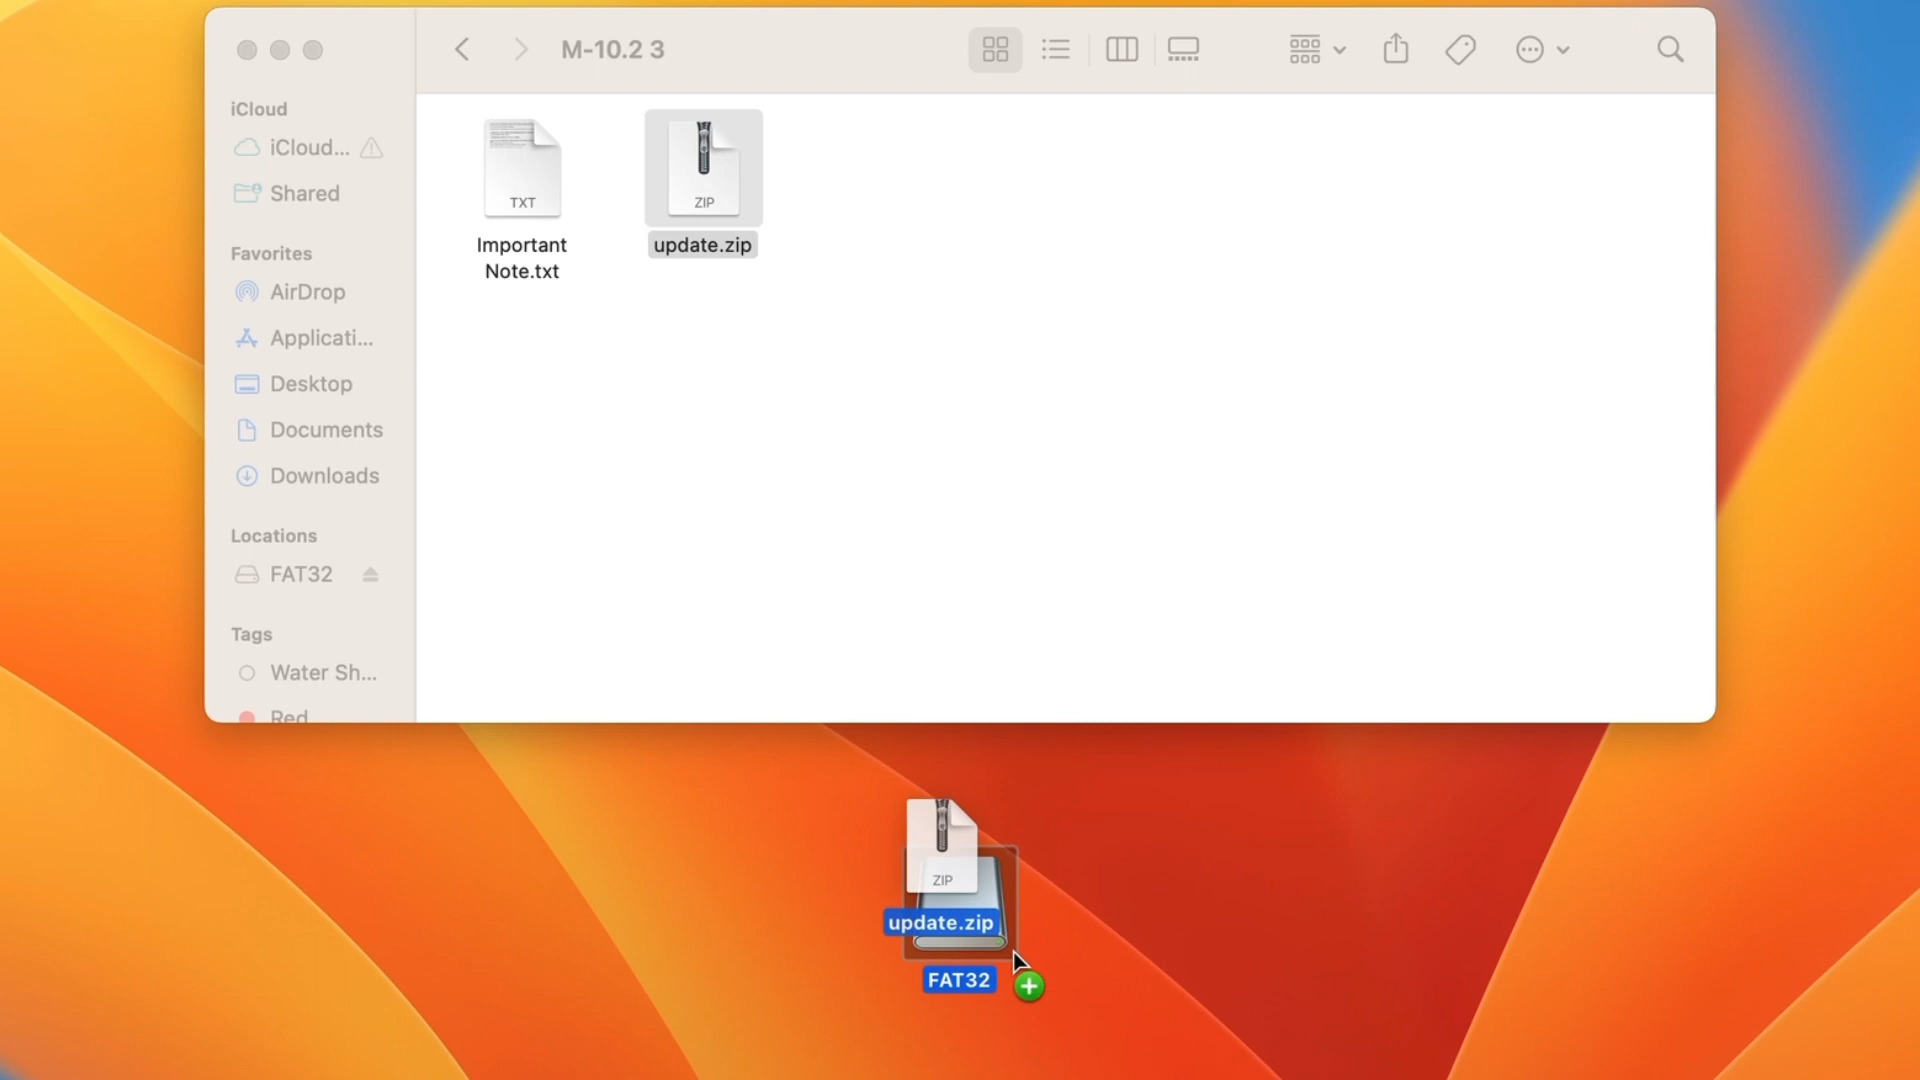 M-10.2 3
iCloud
iCloud...
Shared
Favorites
AirDrop
Applicati...
Desktop
Documents
Downloads
Locations
FAT32
Tags
Water Sh...
Red
TXT
Important
Note.txt
ZIP
update.zip
ZIP
update.zip
FAT32